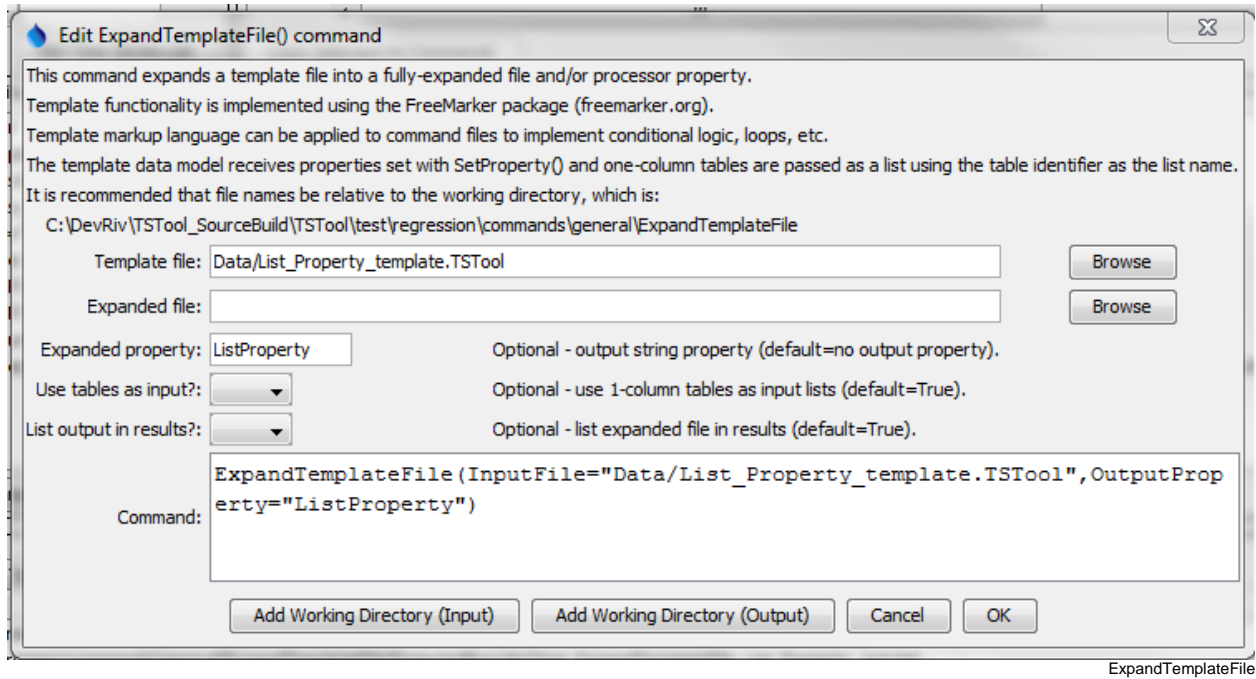 Edit ExpandTemplateFile() command
This command expands a template file into a fully-expanded file and/or processor property.
Template functionality is implemented using the FreeMarker package (freemarker.org).
Template markup language can be applied to command files to implement conditional logic, loops, etc.
The template data model receives properties set with SetProperty() and one-column tables are passed as a list using the table identifier as the list name.
It is recommended that file names be relative to the working directory, which is:
C:\DevRiv\TSTool_SourceBuild\TSTool\test\regression\commands\general\ExpandTemplateFile
Template file: Data/List_Property_template.TSTool Browse
Expanded file: Browse
Expanded property: ListProperty Optional - output string property (default=no output property).
Use tables as input?: Optional - use 1-column tables as input lists (default=True).
List output in results?: Optional - list expanded file in results (default=True).
ExpandTemplateFile(InputFile="Data/List_Property_template.TSTool",OutputProp
Command: erty="ListProperty")
Add Working Directory (Input) Add Working Directory (Output) Cancel OK
ExpandTemplateFile